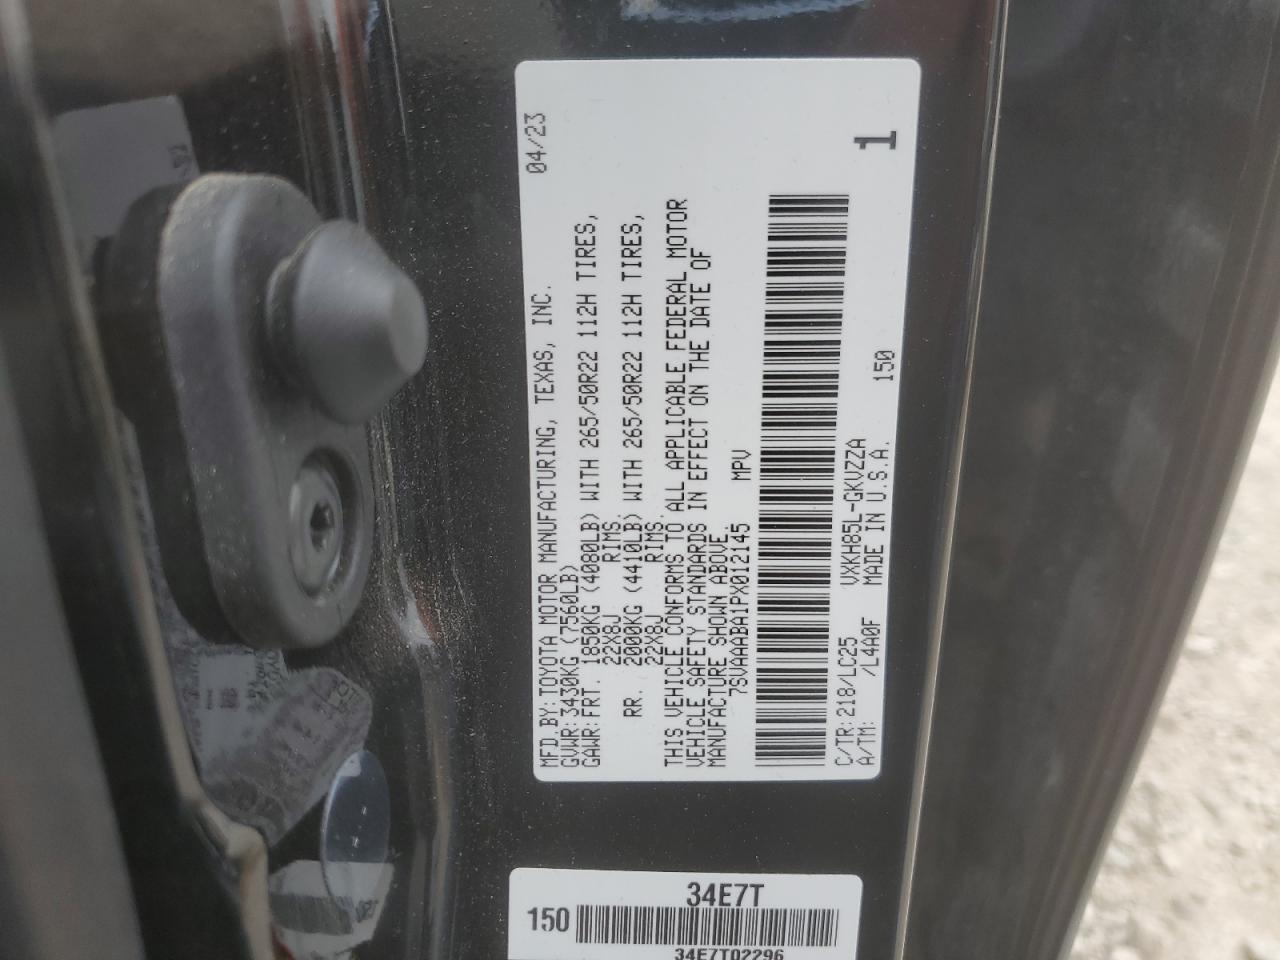 04/23
MFD.BY:TOYOTA MOTOR MANUFACTURING, TEXAS, INC.
GVWR:3430KG (7560LB)
GAWR:FRT. 1850KG (4080LB) WITH 265/50R22 112H TIRES,
22X8J RIMS.
RR. 2000KG (4410LB) WITH 265/50R22 112H TIRES,
22X8J RIMS.
THIS VEHICLE CONFORMS TO ALL APPLICABLE FEDERAL MOTOR
VEHICLE SAFETY STANDARDS IN EFFECT ON THE DATE OF
MANUFACTURE SHOWN ABOVE.
7SVAAABA1PX012145 MPV
1
C/TR:218/LC25 VXKH85L-GKVZZA
A/TM: /L4A0F MADE IN U.S.A. 150
34E7T
150
34E7T02296